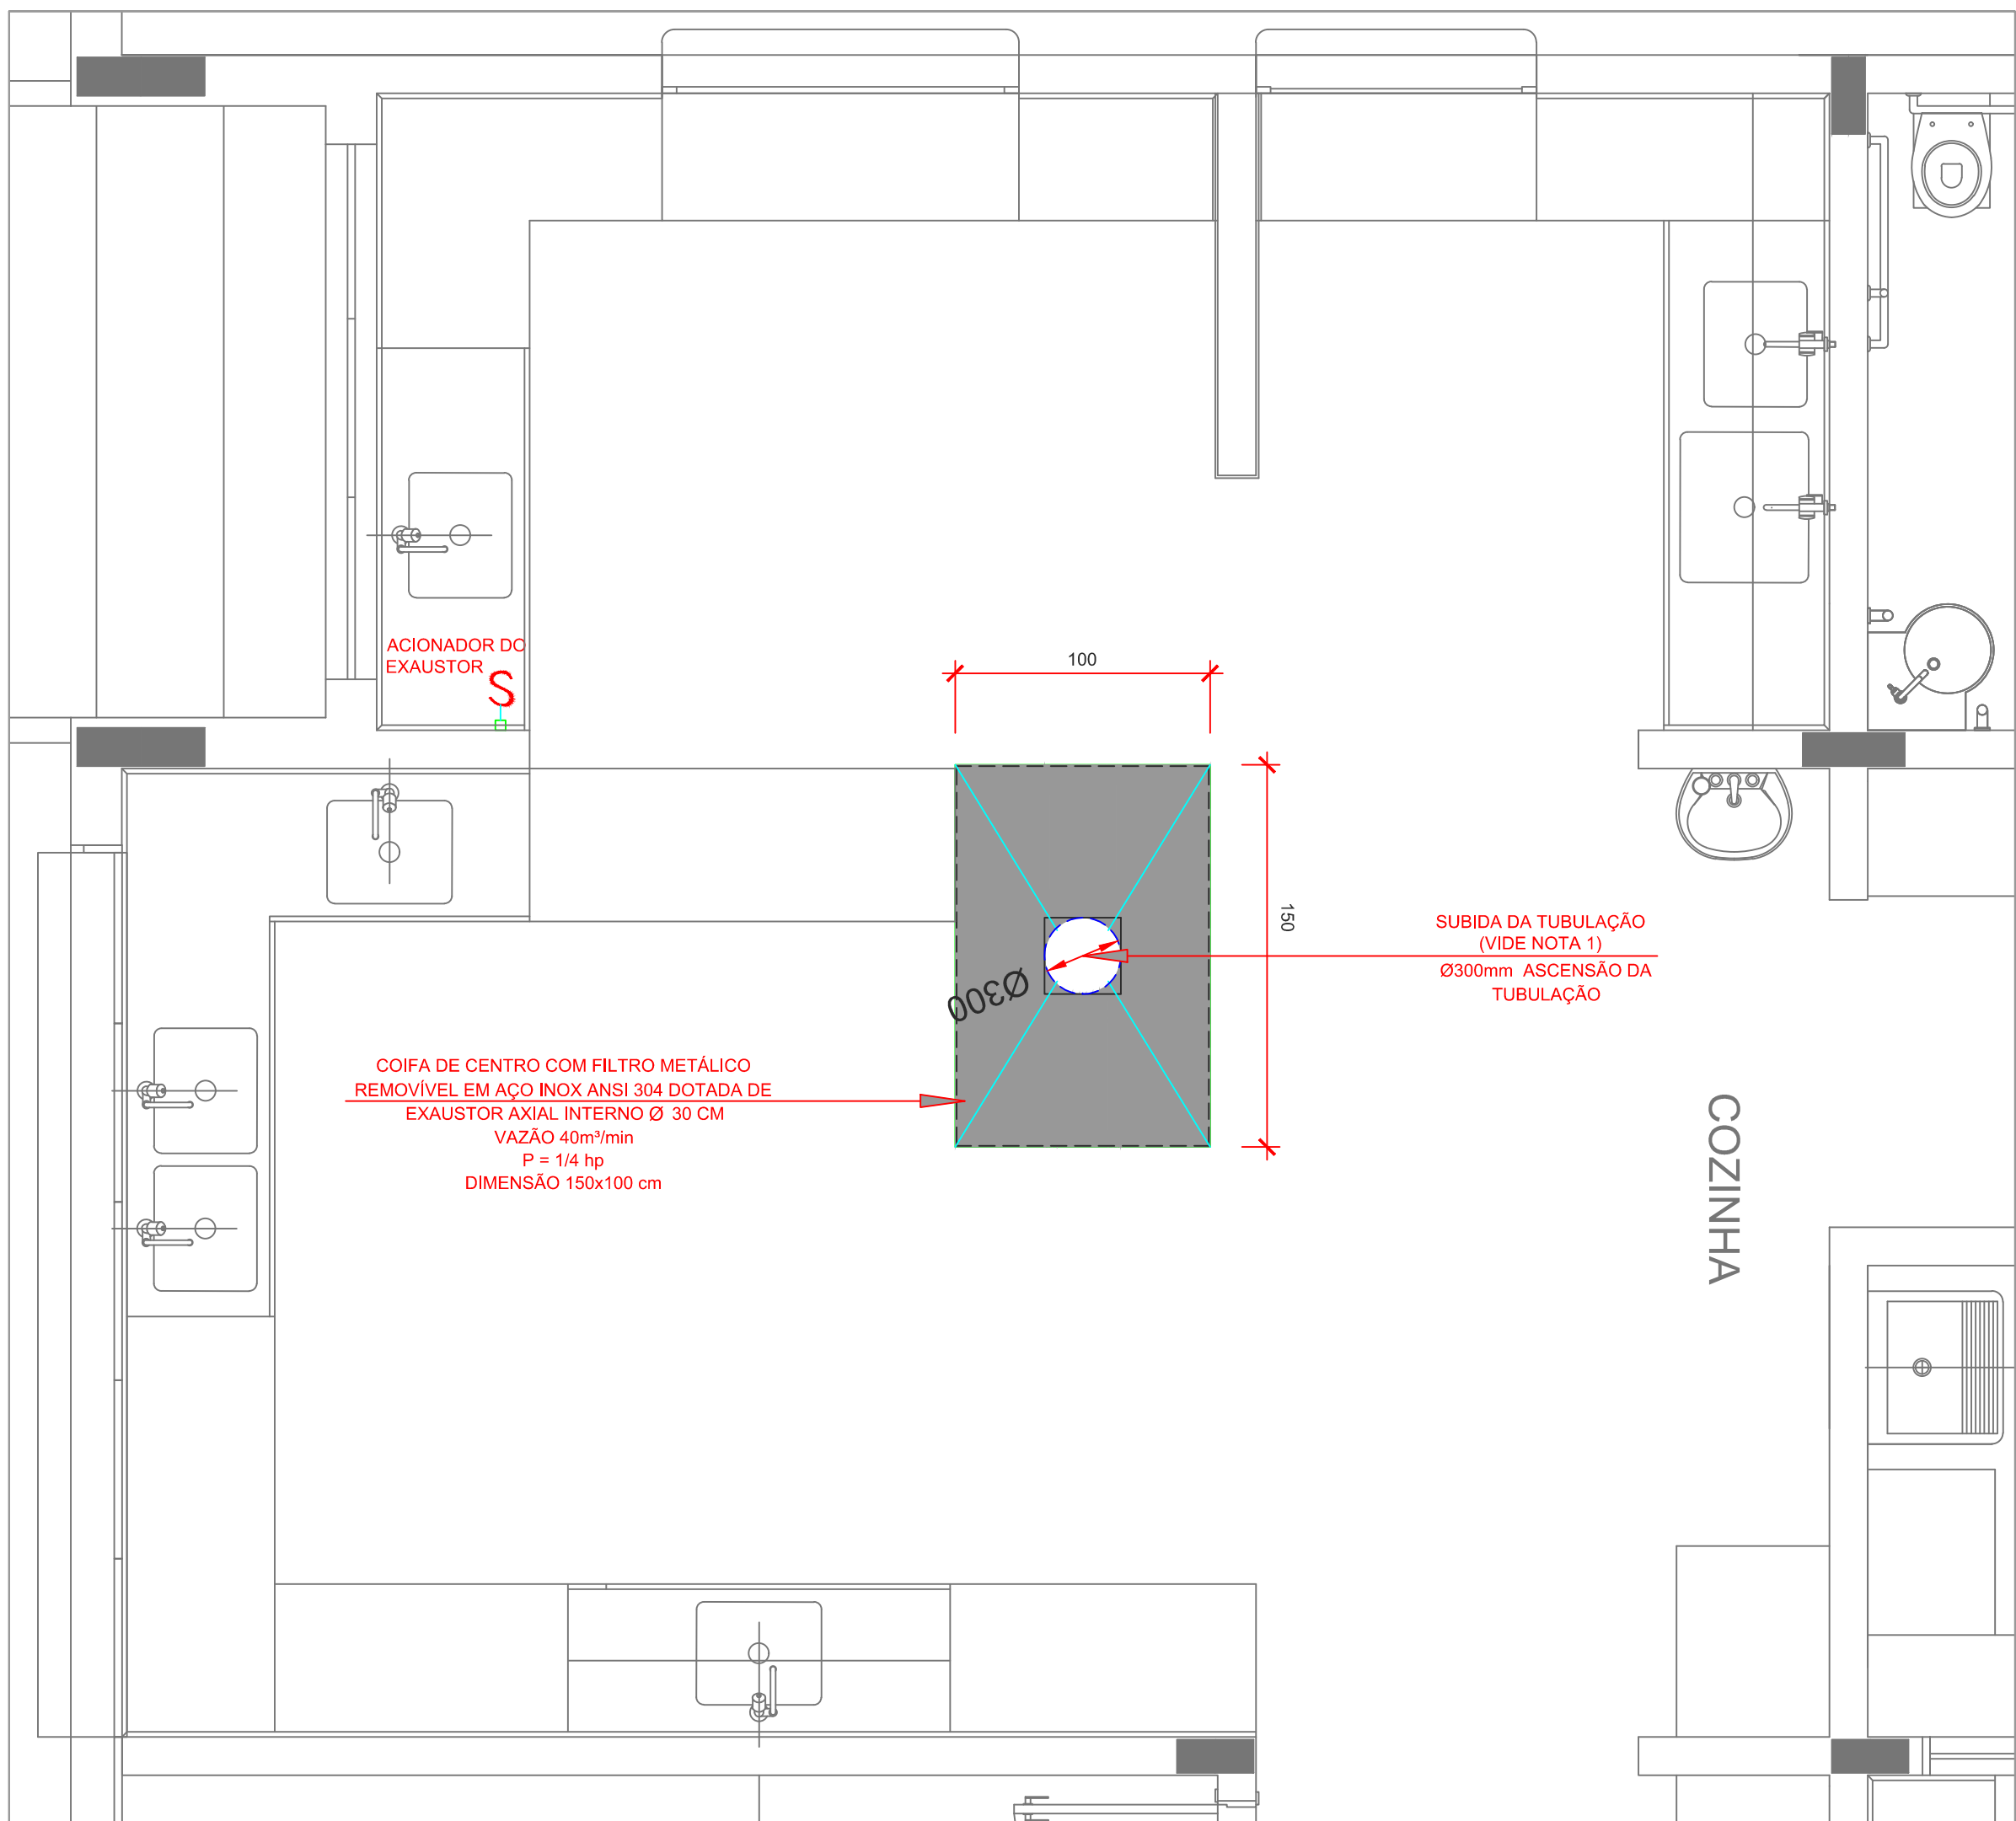 ACIONADOR DO
EXAUSTOR
S
100
150
SUBIDA DA TUBULAÇÃO
(VIDE NOTA 1)
Ø300mm ASCENSÃO DA
TUBULAÇÃO
Ø300
COIFA DE CENTRO COM FILTRO METÁLICO
REMOVÍVEL EM AÇO INOX ANSI 304 DOTADA DE
EXAUSTOR AXIAL INTERNO Ø 30 CM
VAZÃO 40m³/min
P = 1/4 hp
DIMENSÃO 150x100 cm
COZINHA